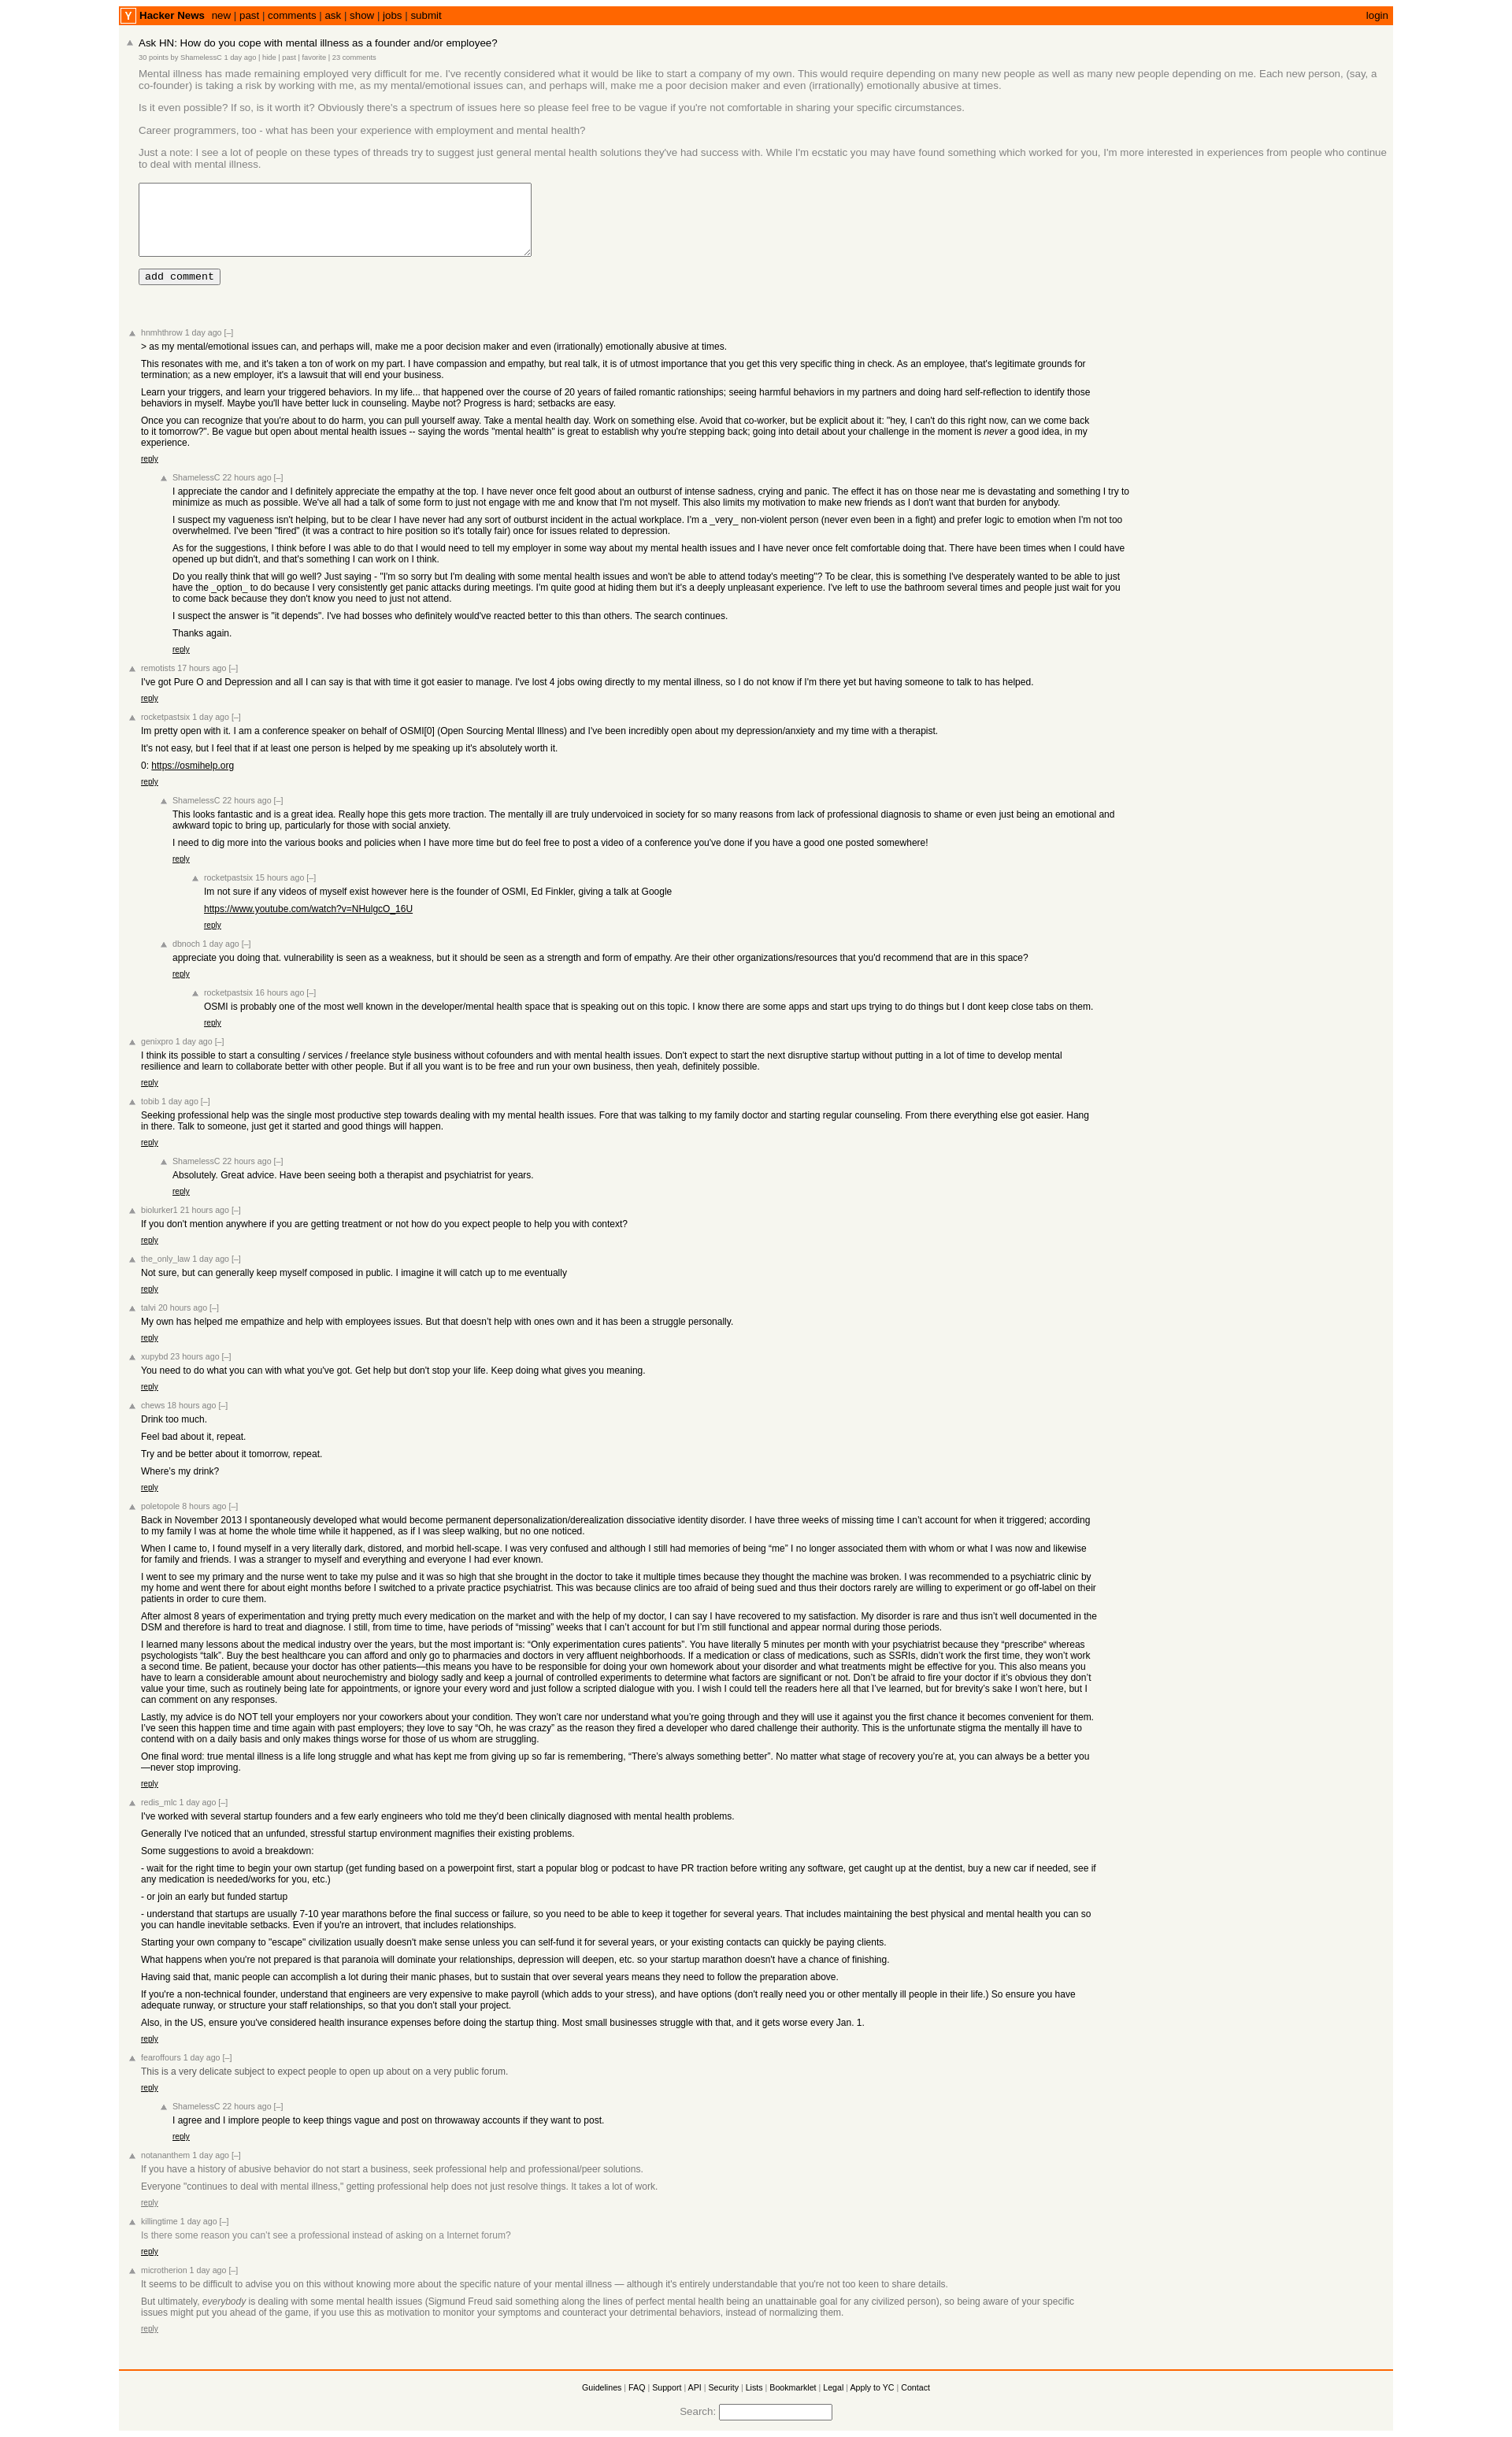 Y Hacker News new | past | comments | ask | show | jobs | submit login
Ask HN: How do you cope with mental illness as a founder and/or employee?
30 points by ShamelessC 1 day ago | hide | past | favorite | 23 comments
Mental illness has made remaining employed very difficult for me. I've recently considered what it would be like to start a company of my own. This would require depending on many new people as well as many new people depending on me. Each new person, (say, a
co-founder) is taking a risk by working with me, as my mental/emotional issues can, and perhaps will, make me a poor decision maker and even (irrationally) emotionally abusive at times.
Is it even possible? If so, is it worth it? Obviously there's a spectrum of issues here so please feel free to be vague if you're not comfortable in sharing your specific circumstances.
Career programmers, too - what has been your experience with employment and mental health?
Just a note: I see a lot of people on these types of threads try to suggest just general mental health solutions they've had success with. While I'm ecstatic you may have found something which worked for you, I'm more interested in experiences from people who continue
to deal with mental illness.
add comment
hnmhthrow 1 day ago [–]
> as my mental/emotional issues can, and perhaps will, make me a poor decision maker and even (irrationally) emotionally abusive at times.
This resonates with me, and it's taken a ton of work on my part. I have compassion and empathy, but real talk, it is of utmost importance that you get this very specific thing in check. As an employee, that's legitimate grounds for
termination; as a new employer, it's a lawsuit that will end your business.
Learn your triggers, and learn your triggered behaviors. In my life... that happened over the course of 20 years of failed romantic rationships; seeing harmful behaviors in my partners and doing hard self-reflection to identify those
behaviors in myself. Maybe you'll have better luck in counseling. Maybe not? Progress is hard; setbacks are easy.
Once you can recognize that you're about to do harm, you can pull yourself away. Take a mental health day. Work on something else. Avoid that co-worker, but be explicit about it: "hey, I can't do this right now, can we come back
to it tomorrow?". Be vague but open about mental health issues -- saying the words "mental health" is great to establish why you're stepping back; going into detail about your challenge in the moment is never a good idea, in my
experience.
reply
ShamelessC 22 hours ago [–]
I appreciate the candor and I definitely appreciate the empathy at the top. I have never once felt good about an outburst of intense sadness, crying and panic. The effect it has on those near me is devastating and something I try to
minimize as much as possible. We've all had a talk of some form to just not engage with me and know that I'm not myself. This also limits my motivation to make new friends as I don't want that burden for anybody.
I suspect my vagueness isn't helping, but to be clear I have never had any sort of outburst incident in the actual workplace. I'm a _very_ non-violent person (never even been in a fight) and prefer logic to emotion when I'm not too
overwhelmed. I've been "fired" (it was a contract to hire position so it's totally fair) once for issues related to depression.
As for the suggestions, I think before I was able to do that I would need to tell my employer in some way about my mental health issues and I have never once felt comfortable doing that. There have been times when I could have
opened up but didn't, and that's something I can work on I think.
Do you really think that will go well? Just saying - "I'm so sorry but I'm dealing with some mental health issues and won't be able to attend today's meeting"? To be clear, this is something I've desperately wanted to be able to just
have the _option_ to do because I very consistently get panic attacks during meetings. I'm quite good at hiding them but it's a deeply unpleasant experience. I've left to use the bathroom several times and people just wait for you
to come back because they don't know you need to just not attend.
I suspect the answer is "it depends". I've had bosses who definitely would've reacted better to this than others. The search continues.
Thanks again.
reply
remotists 17 hours ago [–]
I've got Pure O and Depression and all I can say is that with time it got easier to manage. I've lost 4 jobs owing directly to my mental illness, so I do not know if I'm there yet but having someone to talk to has helped.
reply
rocketpastsix 1 day ago [–]
Im pretty open with it. I am a conference speaker on behalf of OSMI[0] (Open Sourcing Mental Illness) and I've been incredibly open about my depression/anxiety and my time with a therapist.
It's not easy, but I feel that if at least one person is helped by me speaking up it's absolutely worth it.
0: https://osmihelp.org
reply
ShamelessC 22 hours ago [–]
This looks fantastic and is a great idea. Really hope this gets more traction. The mentally ill are truly undervoiced in society for so many reasons from lack of professional diagnosis to shame or even just being an emotional and
awkward topic to bring up, particularly for those with social anxiety.
I need to dig more into the various books and policies when I have more time but do feel free to post a video of a conference you've done if you have a good one posted somewhere!
reply
rocketpastsix 15 hours ago [–]
Im not sure if any videos of myself exist however here is the founder of OSMI, Ed Finkler, giving a talk at Google
https://www.youtube.com/watch?v=NHulgcO_16U
reply
dbnoch 1 day ago [–]
appreciate you doing that. vulnerability is seen as a weakness, but it should be seen as a strength and form of empathy. Are their other organizations/resources that you'd recommend that are in this space?
reply
rocketpastsix 16 hours ago [–]
OSMI is probably one of the most well known in the developer/mental health space that is speaking out on this topic. I know there are some apps and start ups trying to do things but I dont keep close tabs on them.
reply
genixpro 1 day ago [–]
I think its possible to start a consulting / services / freelance style business without cofounders and with mental health issues. Don't expect to start the next disruptive startup without putting in a lot of time to develop mental
resilience and learn to collaborate better with other people. But if all you want is to be free and run your own business, then yeah, definitely possible.
reply
tobib 1 day ago [–]
Seeking professional help was the single most productive step towards dealing with my mental health issues. Fore that was talking to my family doctor and starting regular counseling. From there everything else got easier. Hang
in there. Talk to someone, just get it started and good things will happen.
reply
ShamelessC 22 hours ago [–]
Absolutely. Great advice. Have been seeing both a therapist and psychiatrist for years.
reply
biolurker1 21 hours ago [–]
If you don't mention anywhere if you are getting treatment or not how do you expect people to help you with context?
reply
the_only_law 1 day ago [–]
Not sure, but can generally keep myself composed in public. I imagine it will catch up to me eventually
reply
talvi 20 hours ago [–]
My own has helped me empathize and help with employees issues. But that doesn't help with ones own and it has been a struggle personally.
reply
xupybd 23 hours ago [–]
You need to do what you can with what you've got. Get help but don't stop your life. Keep doing what gives you meaning.
reply
chews 18 hours ago [–]
Drink too much.
Feel bad about it, repeat.
Try and be better about it tomorrow, repeat.
Where's my drink?
reply
poletopole 8 hours ago [–]
Back in November 2013 I spontaneously developed what would become permanent depersonalization/derealization dissociative identity disorder. I have three weeks of missing time I can’t account for when it triggered; according
to my family I was at home the whole time while it happened, as if I was sleep walking, but no one noticed.
When I came to, I found myself in a very literally dark, distored, and morbid hell-scape. I was very confused and although I still had memories of being “me” I no longer associated them with whom or what I was now and likewise
for family and friends. I was a stranger to myself and everything and everyone I had ever known.
I went to see my primary and the nurse went to take my pulse and it was so high that she brought in the doctor to take it multiple times because they thought the machine was broken. I was recommended to a psychiatric clinic by
my home and went there for about eight months before I switched to a private practice psychiatrist. This was because clinics are too afraid of being sued and thus their doctors rarely are willing to experiment or go off-label on their
patients in order to cure them.
After almost 8 years of experimentation and trying pretty much every medication on the market and with the help of my doctor, I can say I have recovered to my satisfaction. My disorder is rare and thus isn’t well documented in the
DSM and therefore is hard to treat and diagnose. I still, from time to time, have periods of “missing” weeks that I can’t account for but I’m still functional and appear normal during those periods.
I learned many lessons about the medical industry over the years, but the most important is: “Only experimentation cures patients”. You have literally 5 minutes per month with your psychiatrist because they “prescribe“ whereas
psychologists “talk”. Buy the best healthcare you can afford and only go to pharmacies and doctors in very affluent neighborhoods. If a medication or class of medications, such as SSRIs, didn’t work the first time, they won’t work
a second time. Be patient, because your doctor has other patients—this means you have to be responsible for doing your own homework about your disorder and what treatments might be effective for you. This also means you
have to learn a considerable amount about neurochemistry and biology sadly and keep a journal of controlled experiments to determine what factors are significant or not. Don’t be afraid to fire your doctor if it’s obvious they don’t
value your time, such as routinely being late for appointments, or ignore your every word and just follow a scripted dialogue with you. I wish I could tell the readers here all that I’ve learned, but for brevity’s sake I won’t here, but I
can comment on any responses.
Lastly, my advice is do NOT tell your employers nor your coworkers about your condition. They won’t care nor understand what you’re going through and they will use it against you the first chance it becomes convenient for them.
I’ve seen this happen time and time again with past employers; they love to say “Oh, he was crazy” as the reason they fired a developer who dared challenge their authority. This is the unfortunate stigma the mentally ill have to
contend with on a daily basis and only makes things worse for those of us whom are struggling.
One final word: true mental illness is a life long struggle and what has kept me from giving up so far is remembering, “There’s always something better”. No matter what stage of recovery you’re at, you can always be a better you
—never stop improving.
reply
redis_mlc 1 day ago [–]
I've worked with several startup founders and a few early engineers who told me they'd been clinically diagnosed with mental health problems.
Generally I've noticed that an unfunded, stressful startup environment magnifies their existing problems.
Some suggestions to avoid a breakdown:
- wait for the right time to begin your own startup (get funding based on a powerpoint first, start a popular blog or podcast to have PR traction before writing any software, get caught up at the dentist, buy a new car if needed, see if
any medication is needed/works for you, etc.)
- or join an early but funded startup
- understand that startups are usually 7-10 year marathons before the final success or failure, so you need to be able to keep it together for several years. That includes maintaining the best physical and mental health you can so
you can handle inevitable setbacks. Even if you're an introvert, that includes relationships.
Starting your own company to "escape" civilization usually doesn't make sense unless you can self-fund it for several years, or your existing contacts can quickly be paying clients.
What happens when you're not prepared is that paranoia will dominate your relationships, depression will deepen, etc. so your startup marathon doesn't have a chance of finishing.
Having said that, manic people can accomplish a lot during their manic phases, but to sustain that over several years means they need to follow the preparation above.
If you're a non-technical founder, understand that engineers are very expensive to make payroll (which adds to your stress), and have options (don't really need you or other mentally ill people in their life.) So ensure you have
adequate runway, or structure your staff relationships, so that you don't stall your project.
Also, in the US, ensure you've considered health insurance expenses before doing the startup thing. Most small businesses struggle with that, and it gets worse every Jan. 1.
reply
fearoffours 1 day ago [–]
This is a very delicate subject to expect people to open up about on a very public forum.
reply
ShamelessC 22 hours ago [–]
I agree and I implore people to keep things vague and post on throwaway accounts if they want to post.
reply
notananthem 1 day ago [–]
If you have a history of abusive behavior do not start a business, seek professional help and professional/peer solutions.
Everyone "continues to deal with mental illness," getting professional help does not just resolve things. It takes a lot of work.
reply
killingtime 1 day ago [–]
Is there some reason you can't see a professional instead of asking on a Internet forum?
reply
microtherion 1 day ago [–]
It seems to be difficult to advise you on this without knowing more about the specific nature of your mental illness — although it's entirely understandable that you're not too keen to share details.
But ultimately, everybody is dealing with some mental health issues (Sigmund Freud said something along the lines of perfect mental health being an unattainable goal for any civilized person), so being aware of your specific
issues might put you ahead of the game, if you use this as motivation to monitor your symptoms and counteract your detrimental behaviors, instead of normalizing them.
reply
Guidelines | FAQ | Support | API | Security | Lists | Bookmarklet | Legal | Apply to YC | Contact
Search: